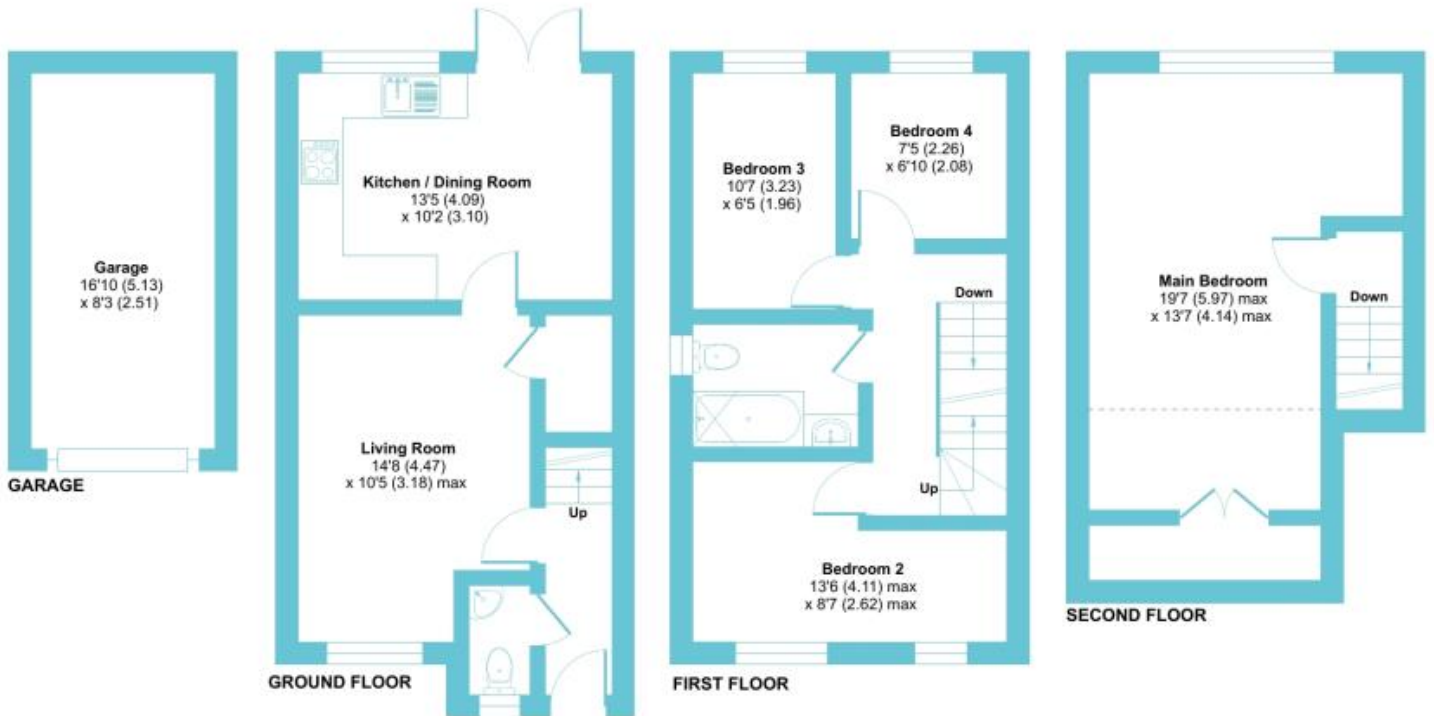 Garage
16'10 (5.13)
x 8'3 (2.51)
GARAGE
Kitchen / Dining Room
13'5 (4.09)
x 10'2 (3.10)
Living Room
14'8 (4.47)
x 10'5 (3.18) max
Up
GROUND FLOOR
Bedroom 3
10'7 (3.23)
x 6'5 (1.96)
Bedroom 4
7'5 (2.26)
x 6'10 (2.08)
Down
Up
Bedroom 2
13'6 (4.11) max
x 8'7 (2.62) max
FIRST FLOOR
Main Bedroom
19'7 (5.97) max
x 13'7 (4.14) max
Down
SECOND FLOOR